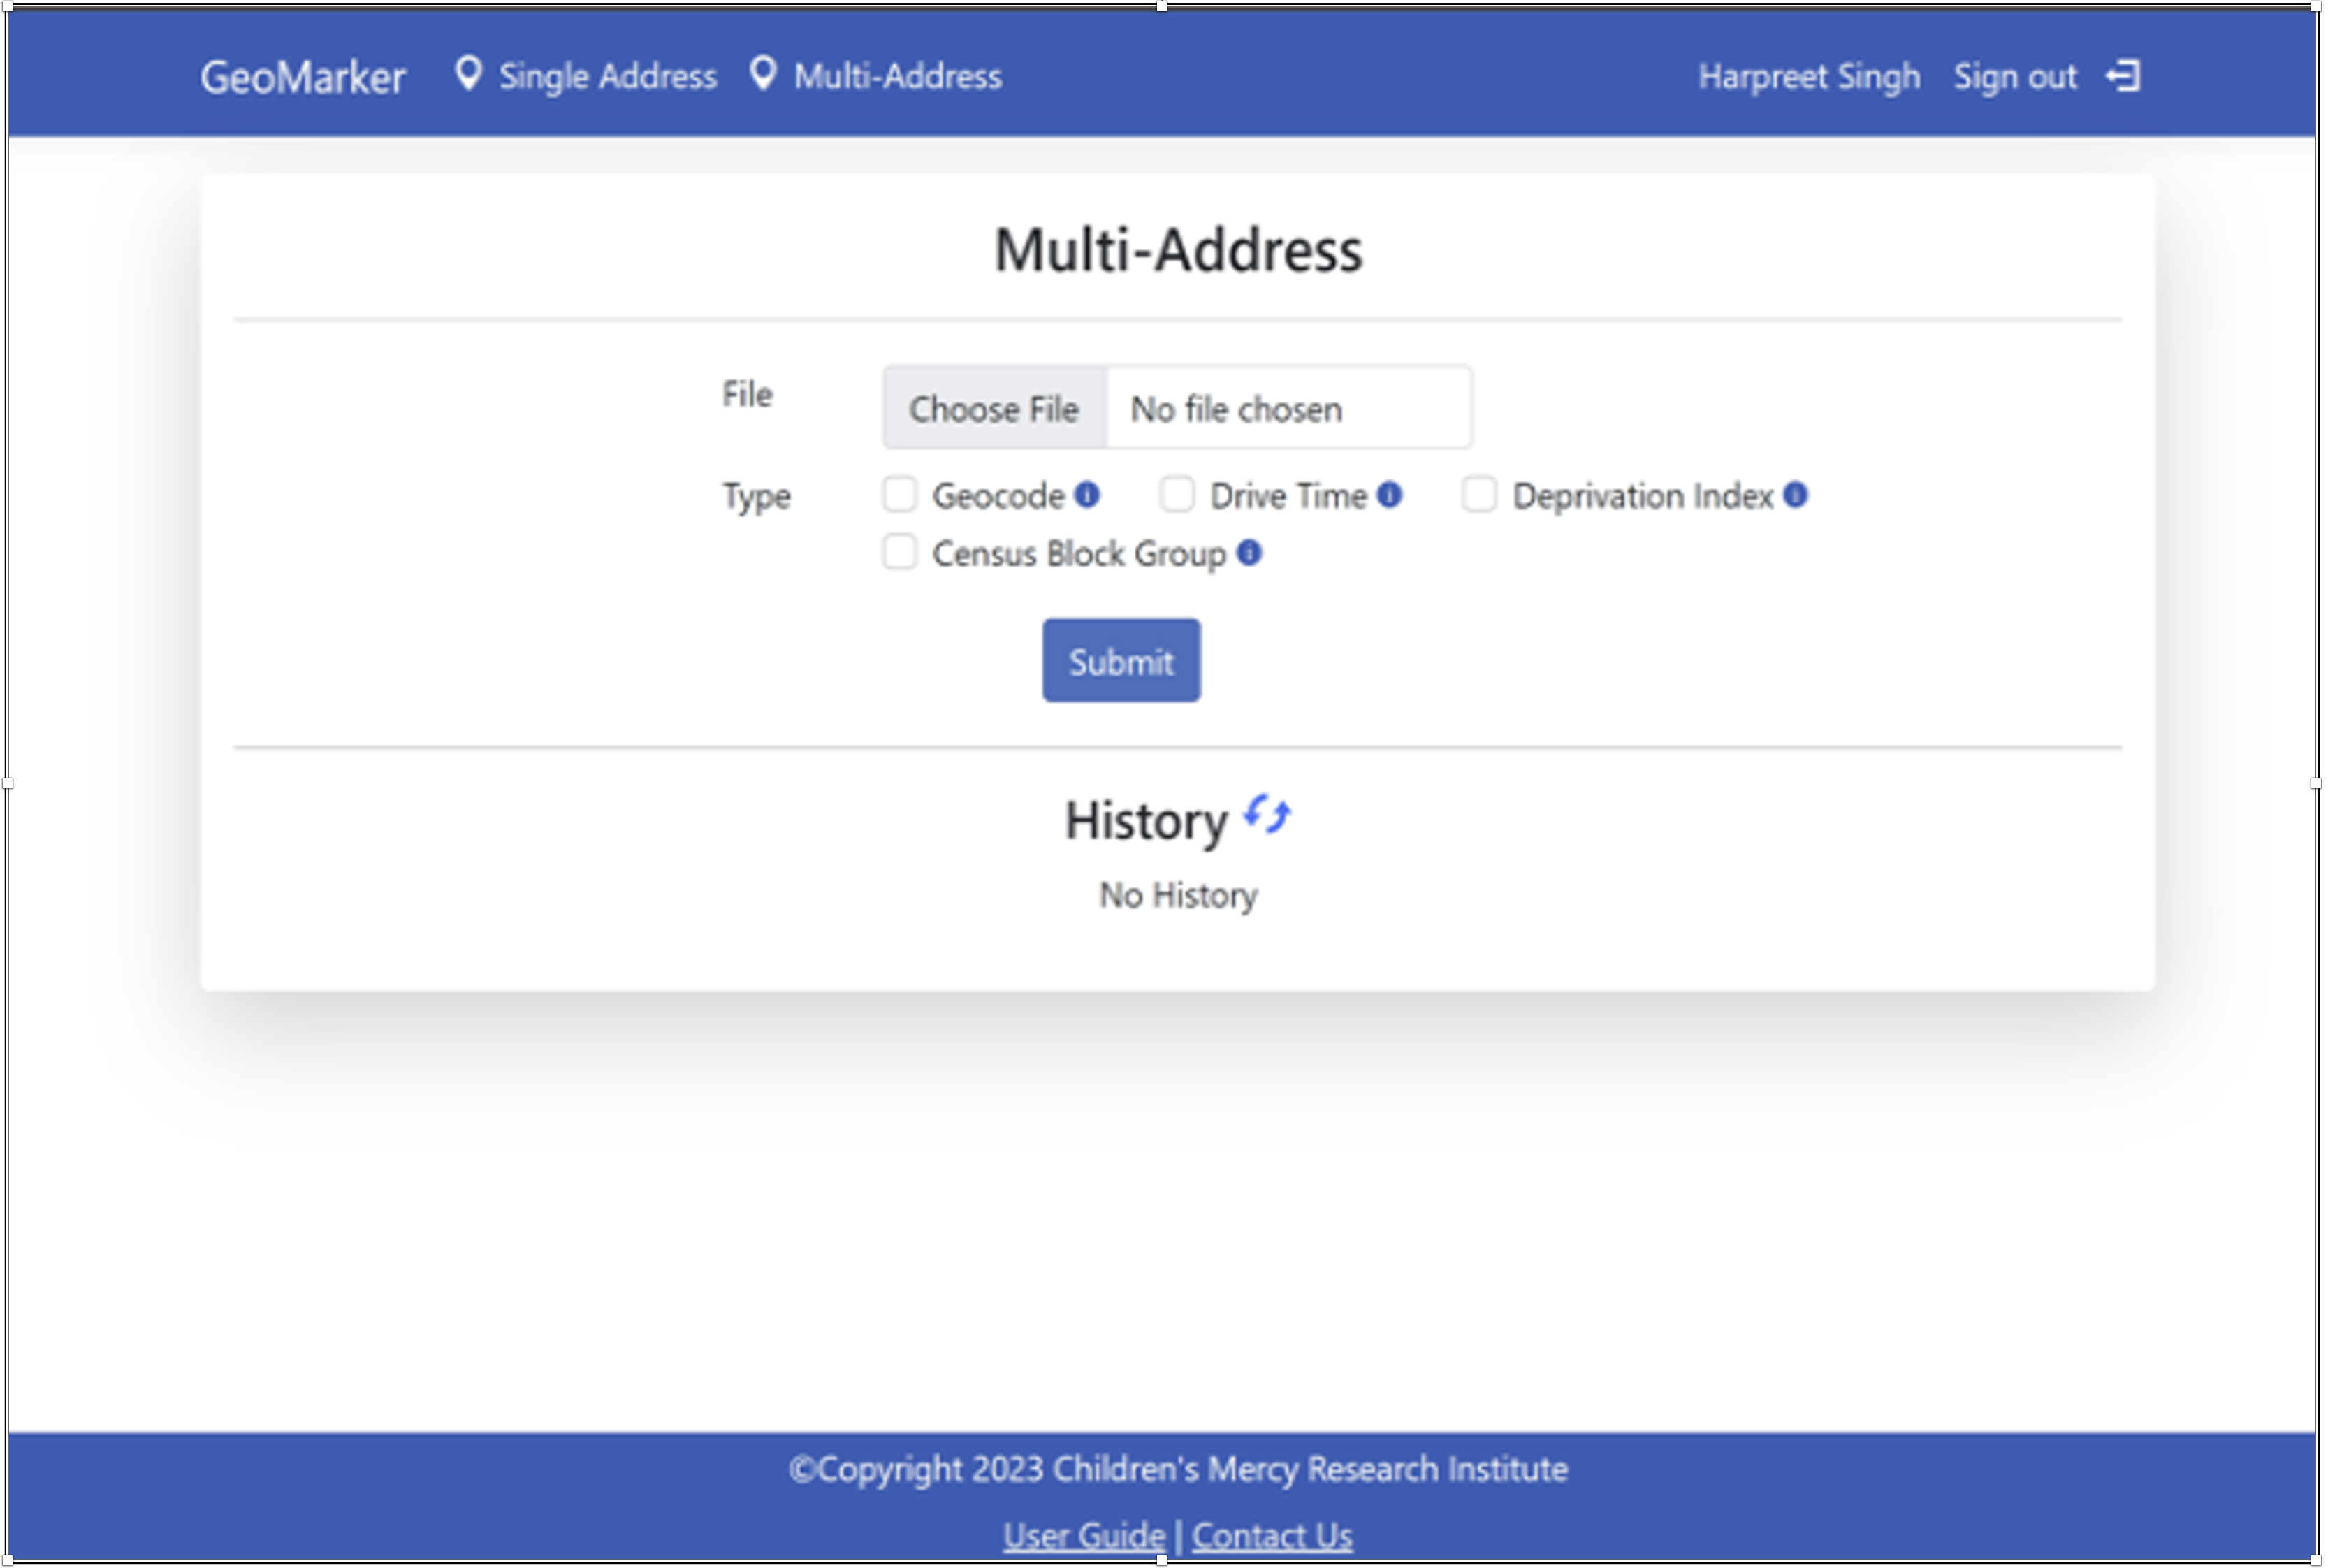 GeoMarker Single Address Multi-Address Harpreet Singh Sign out
Multi-Address
File Choose File No file chosen
Type Geocode Drive Time Deprivation Index
Census Block Group
Submit
History
No History
©Copyright 2023 Children's Mercy Research Institute
User Guide | Contact Us